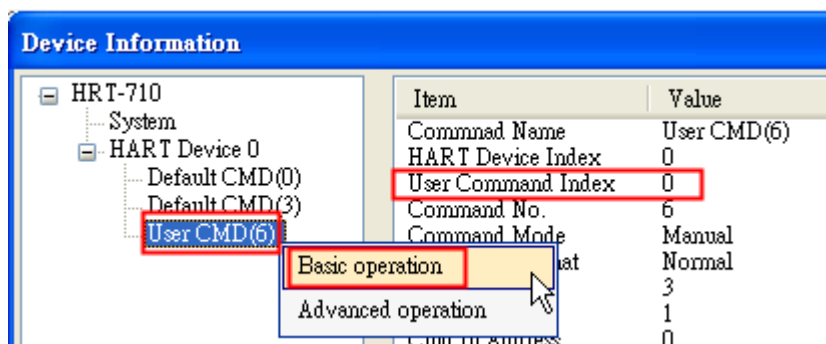 Device Information
HRT-710
System
HART Device 0
Default CMD(0)
Default CMD(3)
User CMD(6)
Basic operation
Advanced operation
Item Value
Commnad Name User CMD(6)
HART Device Index 0
User Command Index 0
Command No. 6
Command Mode Manual
Normal
3
1
0